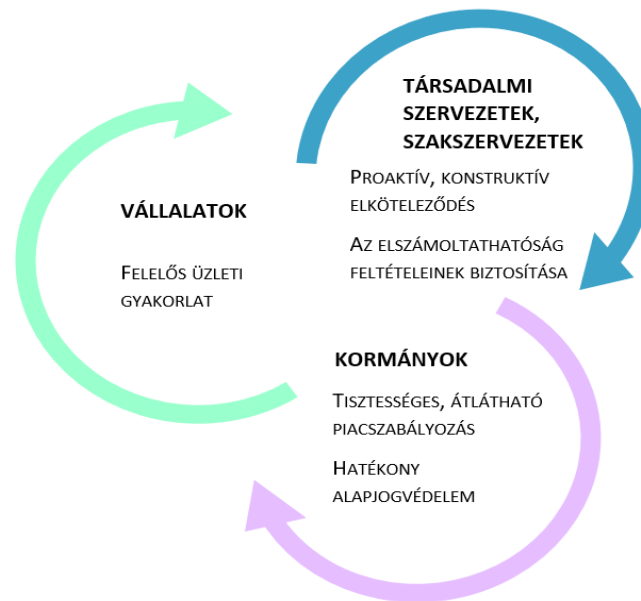 TÁRSADALMI
SZERVEZETEK,
SZAKSZERVEZETEK
PROAKTÍV, KONSTRUKTÍV
ELKÖTELEZŐDÉS
AZ ELSZÁMOLTATHATÓSÁG
FELTÉTELEINEK BIZTOSÍTÁSA
VÁLLALATOK
FELELŐS ÜZLETI
GYAKORLAT
KORMÁNYOK
TISZTESSÉGES, ÁTLÁTHATÓ
PIACSZABÁLYOZÁS
HATÉKONY
ALAPJOGVÉDELEM